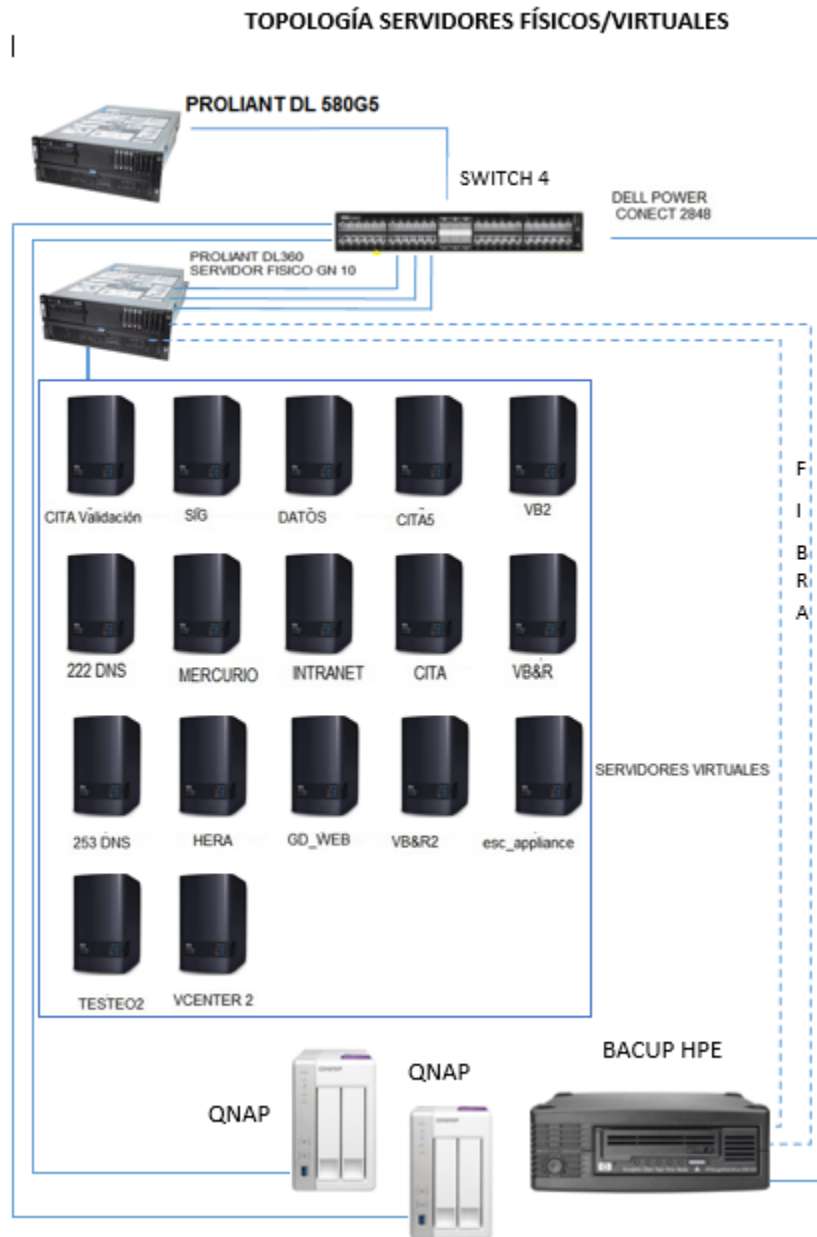 TOPOLOGÍA SERVIDORES FÍSICOS/VIRTUALES
PROLIANT DL 580G5
SWITCH 4
DELL POWER
CONECT 2848
PROLIANT DL360
SERVIDOR FISICO GN 10
CITA Validación
SIG
DATOS
CITA5
VB2
222 DNS
MERCURIO
INTRANET
CITA
VB&R
253 DNS
HERA
GD_WEB
VB&R2
esc_appliance
TESTEO2
VCENTER 2
SERVIDORES VIRTUALES
F
I
B
R
A
QNAP
QNAP
BACUP HPE